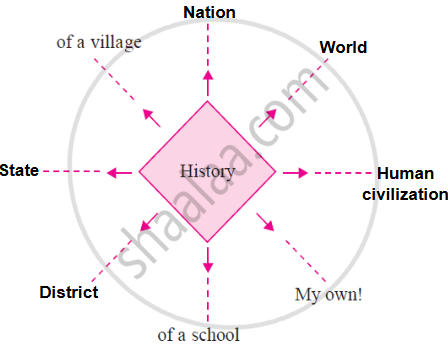 Nation
of a village
World
State
History
Human
civilization
District
My own!
of a school
shaalaa.com